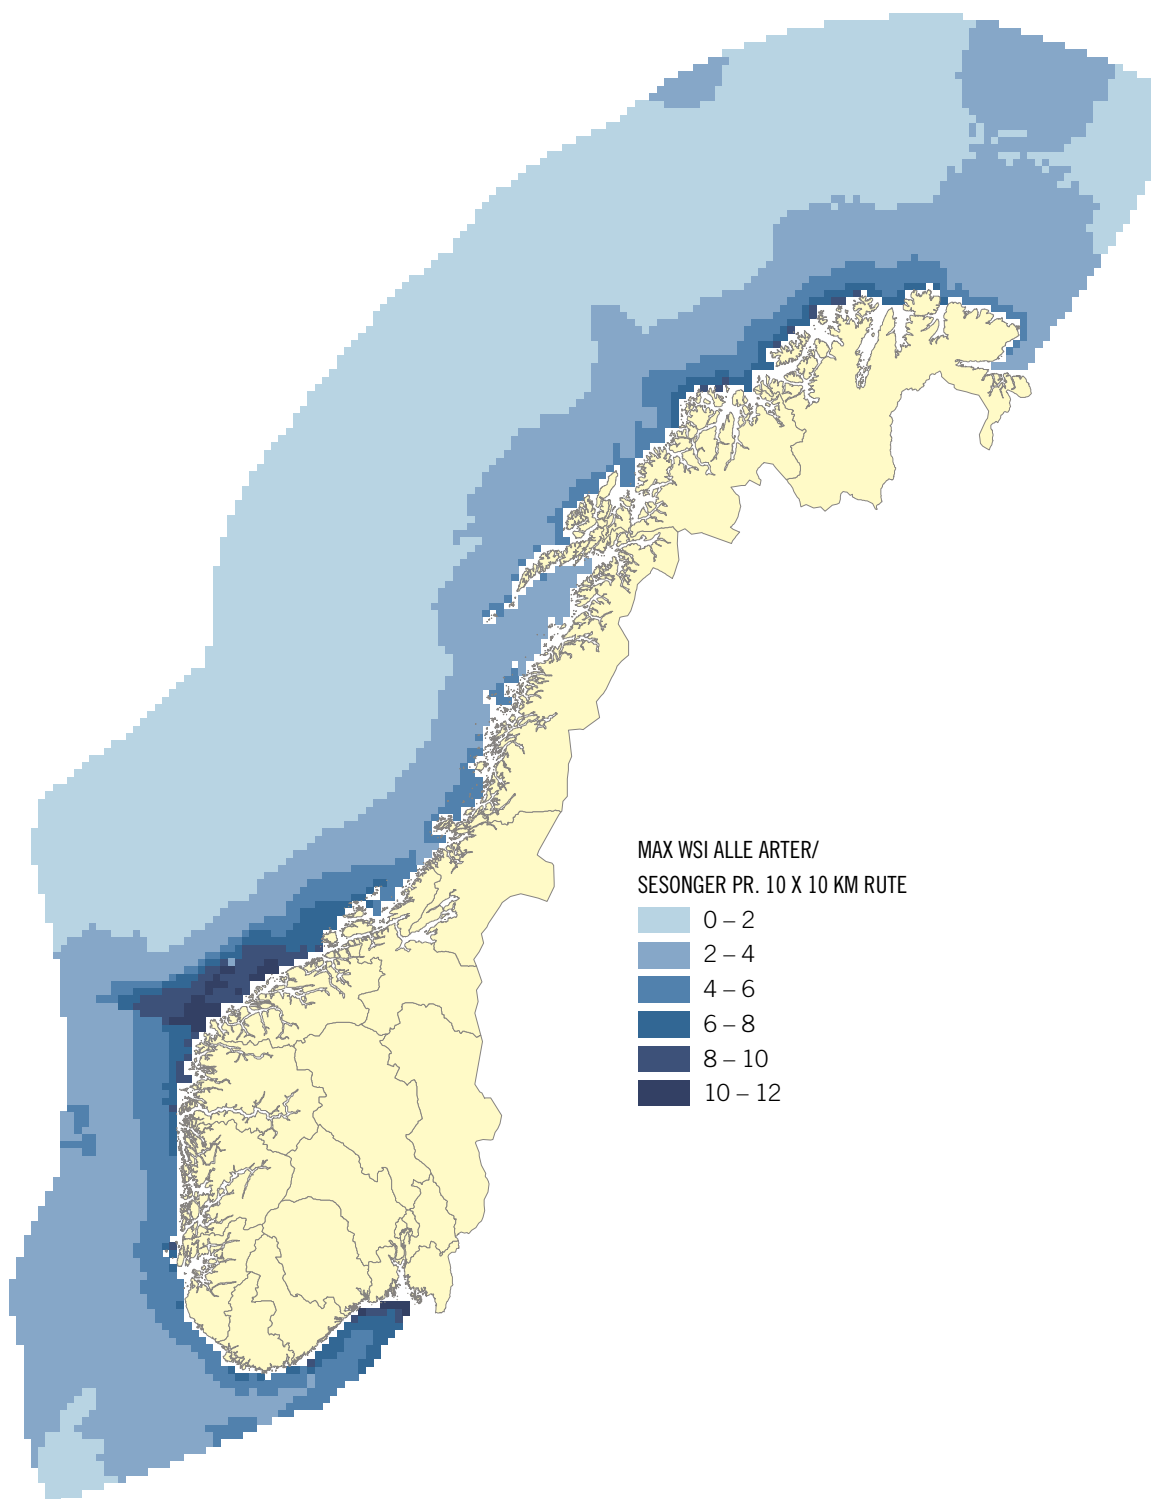 MAX WSI ALLE ARTER/
SESONGER PR. 10 X 10 KM RUTE
0 – 2
2 – 4
4 – 6
6 – 8
8 – 10
10 – 12